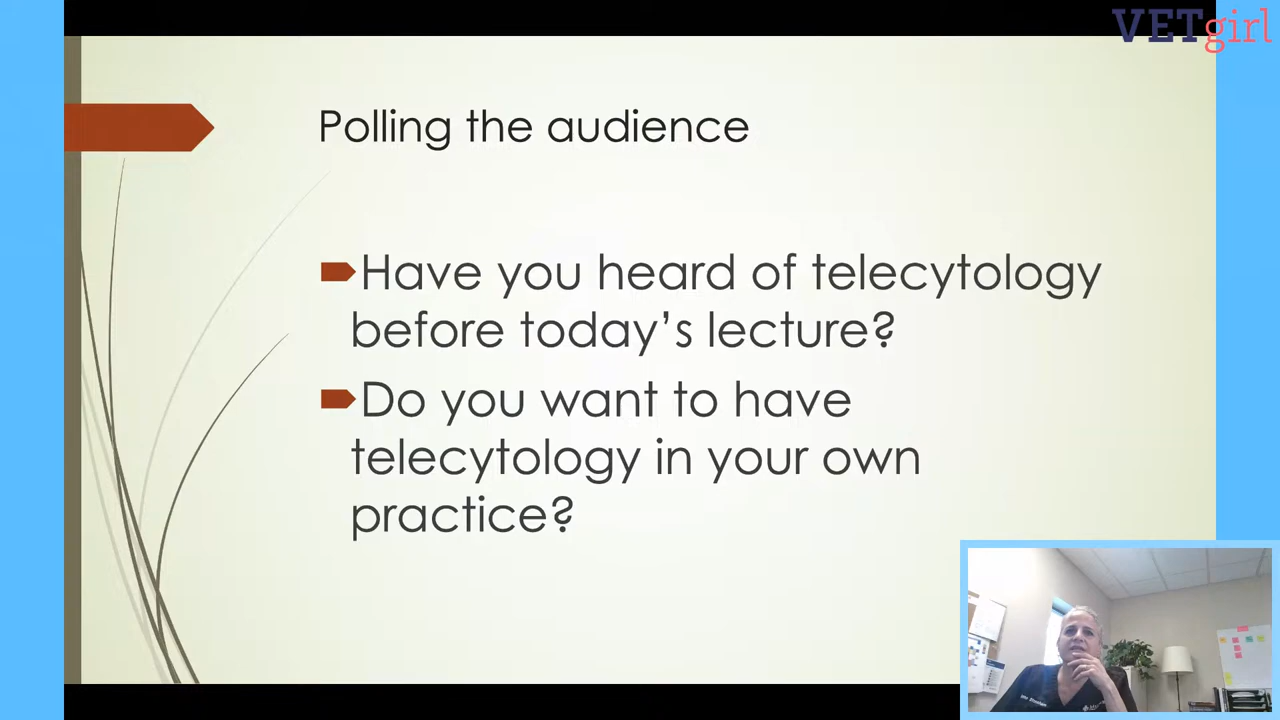 VETgirl
Polling the audience
Have you heard of telecytology
before today's lecture?
Do you want to have
telecytology in your own
practice?